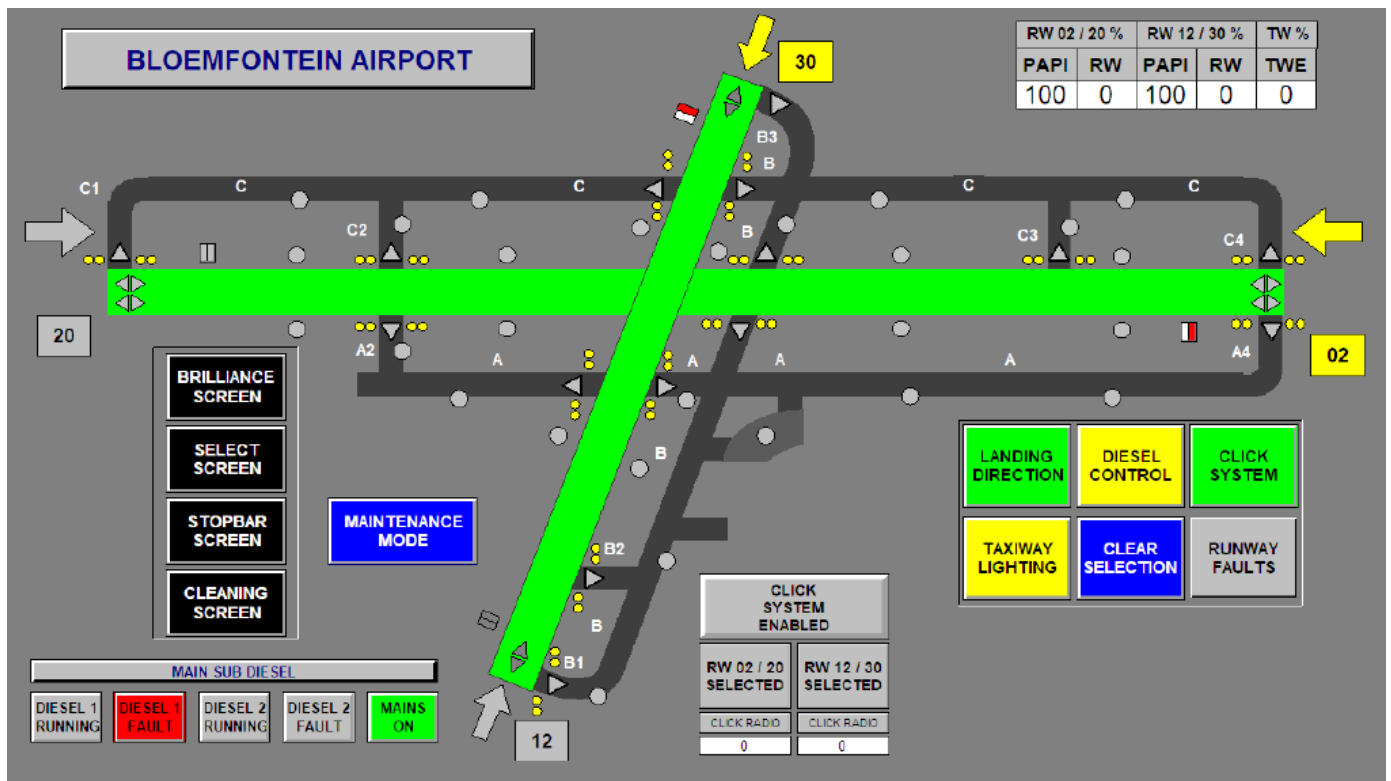 BLOEMFONTEIN AIRPORT
30
RW 02 / 20 % RW 12 / 30 % TW %
PAPI RW PAPI RW TWE
100 0 100 0 0
B3
B
C1
C
C
C
C
C2
B
C3
C4
20
A2
A
A
A
A
A4
02
BRILLIANCE
SCREEN
SELECT
SCREEN
STOPBAR
SCREEN
CLEANING
SCREEN
MAINTENANCE
MODE
B
B2
B
B1
12
LANDING
DIRECTION
DIESEL
CONTROL
CLICK
SYSTEM
TAXIWAY
LIGHTING
CLEAR
SELECTION
RUNWAY
FAULTS
CLICK
SYSTEM
ENABLED
RW 02 / 20
SELECTED
RW 12 / 30
SELECTED
CLICK RADIO
CLICK RADIO
0
0
MAIN SUB DIESEL
DIESEL 1
RUNNING
DIESEL 1
FAULT
DIESEL 2
RUNNING
DIESEL 2
FAULT
MAINS
ON